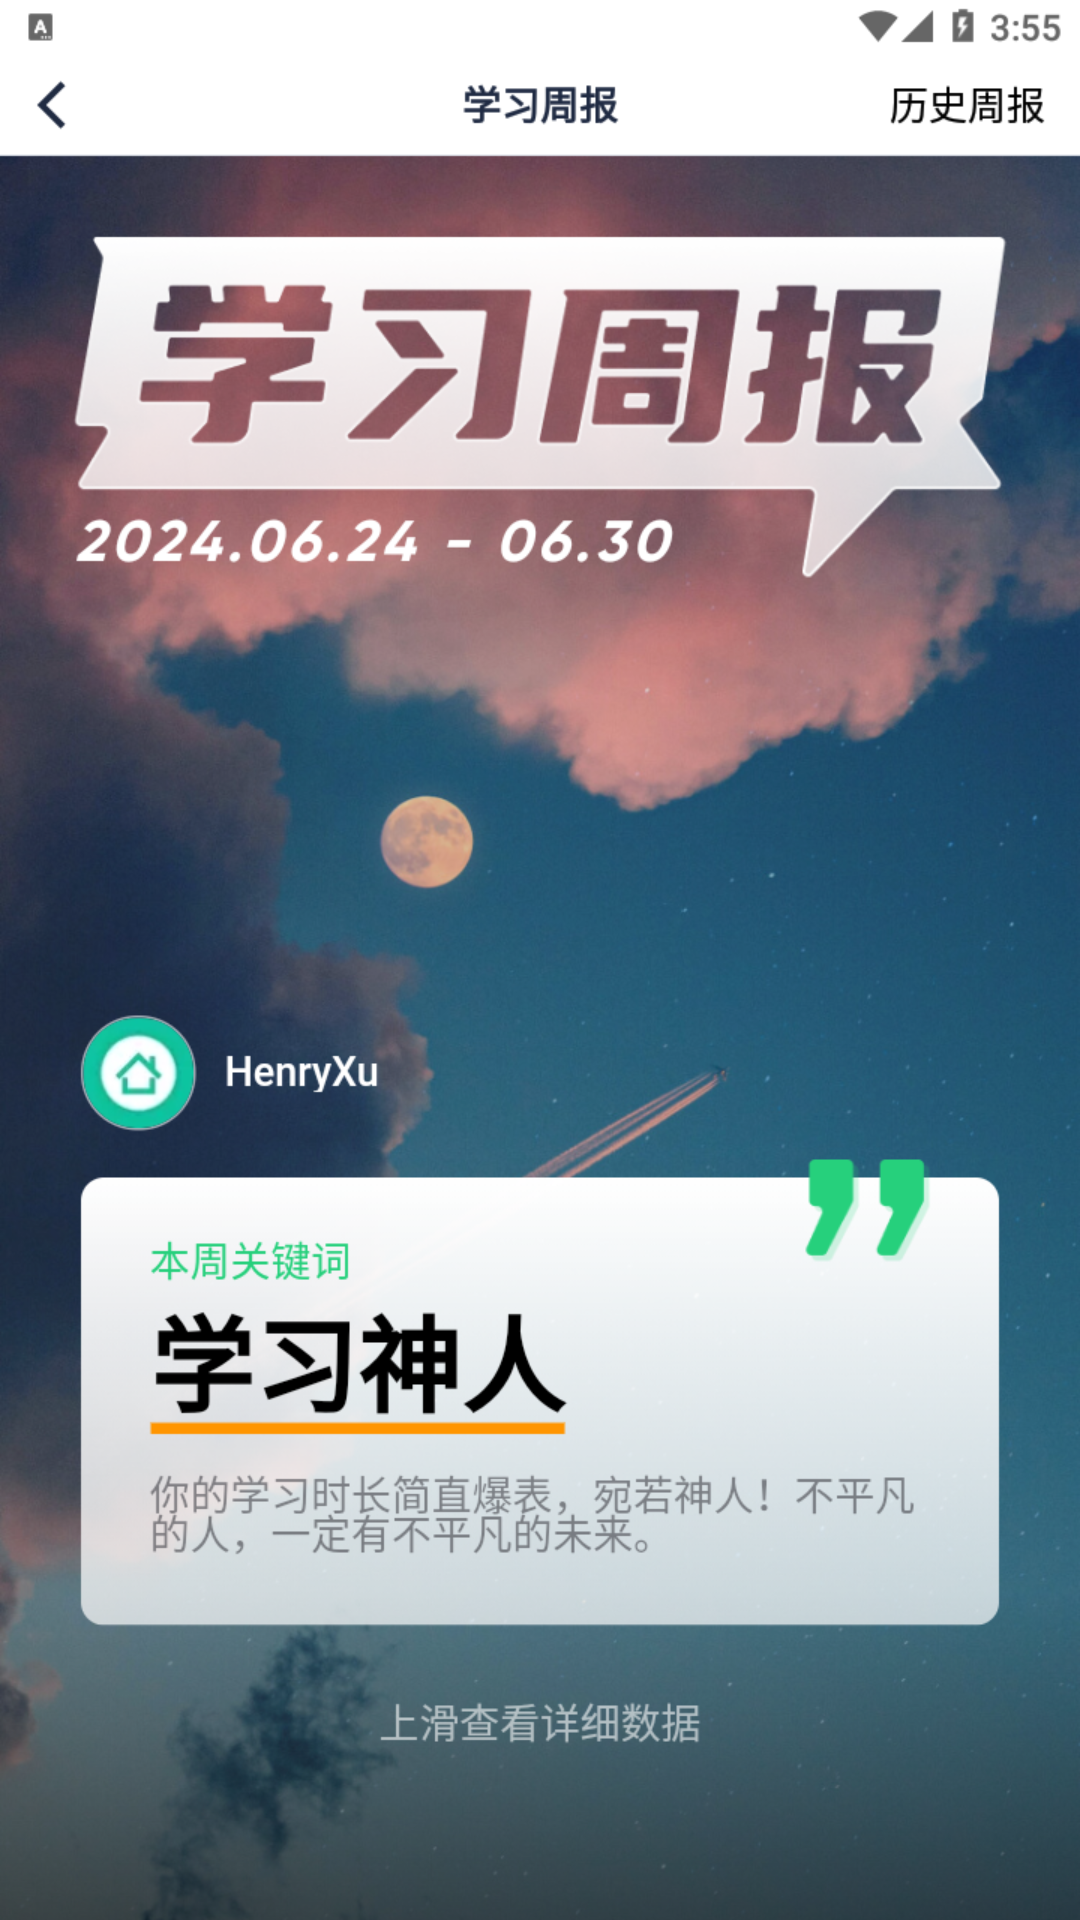 3:55
学习周报
历史周报
学习周报
2024.06.24 - 06.30
HenryXu
本周关键词
学习神人
你的学习时长简直爆表，宛若神人！不平凡
的人，一定有不平凡的未来。
上滑查看详细数据